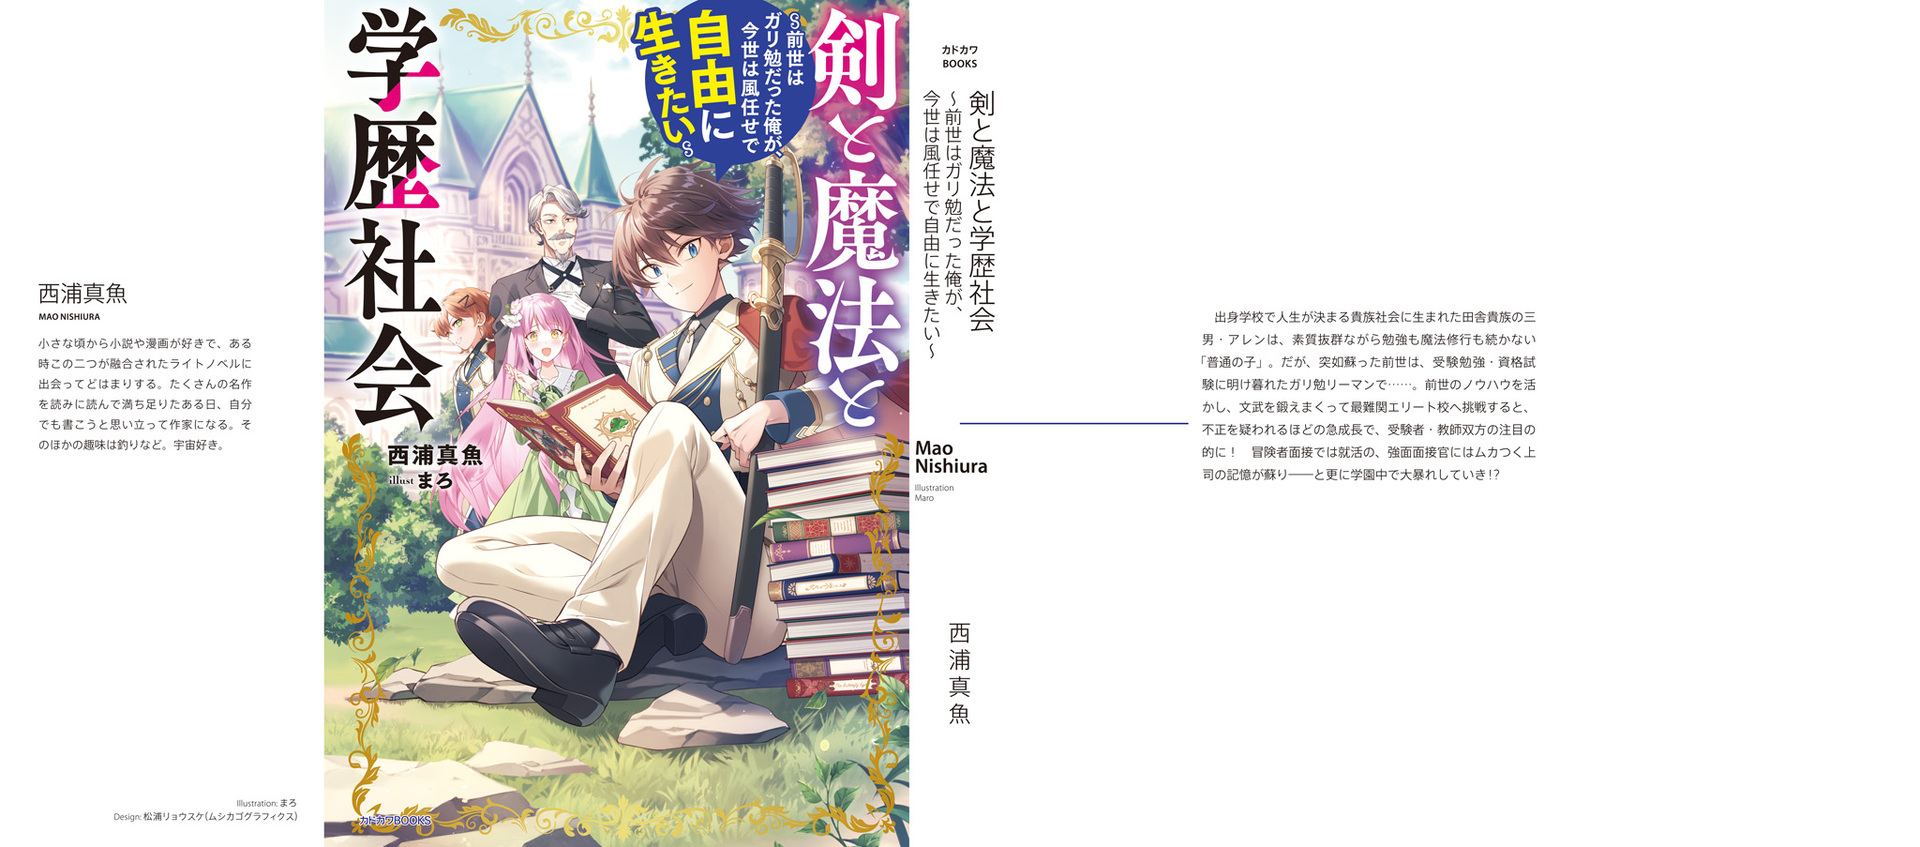 西浦真魚
MAO NISHIURA
小さな頃から小説や漫画が好きで、ある
時この二つが融合されたライトノベルに
出会ってどはまりする。たくさんの名作
を読みに読んで満ち足りたある日、自分
でも書こうと思い立って作家になる。そ
のほかの趣味は釣りなど。宇宙好き。
Illustration: まろ
Design: 松浦リョウスケ(ムシカゴグラフィクス)
剣と魔法と
学歴社会
〜前世は
ガリ勉だった俺が、
今世は風任せで
自由に
生きたい〜
西浦真魚
illust まろ
カドカワBOOKS
カドカワ
BOOKS
剣と魔法と学歴社会
〜前世はガリ勉だった俺が、
今世は風任せで自由に生きたい〜
Mao
Nishiura
Illustration
Maro
西浦真魚
出身学校で人生が決まる貴族社会に生まれた田舎貴族の三
男・アレンは、素質抜群ながら勉強も魔法修行も続かない
「普通の子」。だが、突如蘇った前世は、受験勉強・資格試
験に明け暮れたガリ勉リーマンで……。前世のノウハウを活
かし、文武を鍛えまくって最難関エリート校へ挑戦すると、
不正を疑われるほどの急成長で、受験者・教師双方の注目の
的に！　冒険者面接では就活の、強面面接官にはムカつく上
司の記憶が蘇り――と更に学園中で大暴れしていき!?